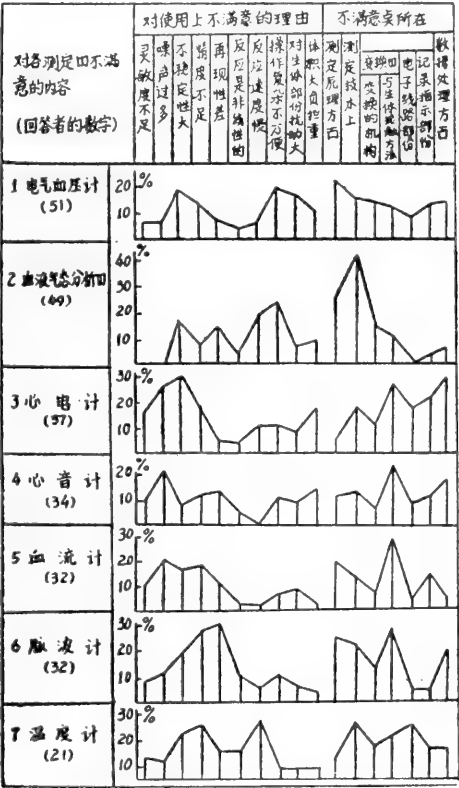 对各测定口不满意的内容
(回答者的数字)
对使用上不满意的理由
不满意点所在
灵敏度不足
噪声过多
不稳定性大
精度不足
再现性差
反应是非线性的
反应速度慢
操作复杂不方便
对生体部份扰动大
体积大负担重
测定原理方面
测定技术上
变换口
变换的机构
与生体接触方法
电子线路部份
记录指示部份
数据处理方面
1 电气血压计
(51)
20 %
10
2 血液气态分析口
(49)
%
40
30
20
10
3 心 电 计
(57)
30 %
20
10
4 心 音 计
(34)
%
20
10
5 血 流 计
(32)
30 %
20
10
6 脉 波 计
(32)
30 %
20
10
7 温 度 计
(21)
30 %
20
10